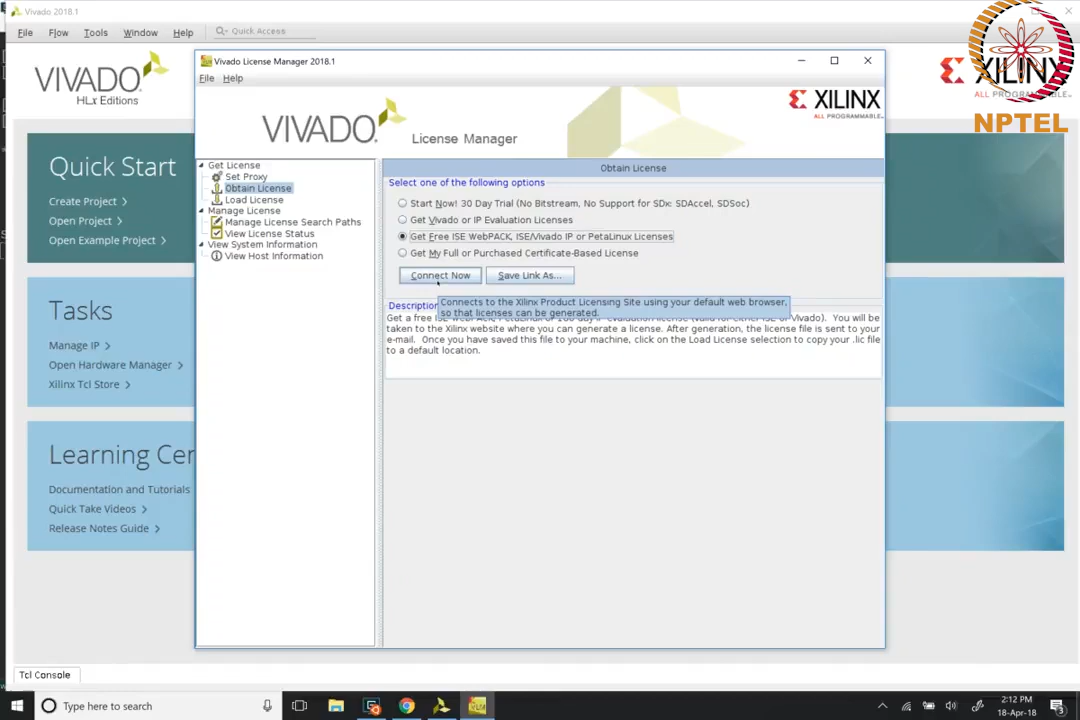 Vivado 2018.1
File Flow Tools Window Help Quick Access
VIVADO
HLx Editions
XILINX
ALL PROGRAMMABLE
NPTEL
Quick Start
Create Project >
Open Project >
Open Example Project >
Tasks
Manage IP >
Open Hardware Manager >
Xilinx Tcl Store >
Learning Cen
Documentation and Tutorials
Quick Take Videos >
Release Notes Guide >
Vivado License Manager 2018.1
File Help
VIVADO License Manager
XILINX
ALL PROGRAMMABLE
Get License
Set Proxy
Obtain License
Load License
Manage License
Manage License Search Paths
View License Status
View System Information
View Host Information
Obtain License
Select one of the following options
Start Now! 30 Day Trial (No Bitstream, No Support for SDx: SDAccel, SDSoc)
Get Vivado or IP Evaluation Licenses
Get Free ISE WebPACK, ISE/Vivado IP or PetaLinux Licenses
Get My Full or Purchased Certificate-Based License
Connect Now Save Link As...
Connects to the Xilinx Product Licensing Site using your default web browser,
so that licenses can be generated.
Description
Get a free vivado). You will be
taken to the Xilinx website where you can generate a license. After generation, the license file is sent to your
e-mail. Once you have saved this file to your machine, click on the Load License selection to copy your .lic file
to a default location.
Tcl Console
Type here to search
2:12 PM
18-Apr-18
3